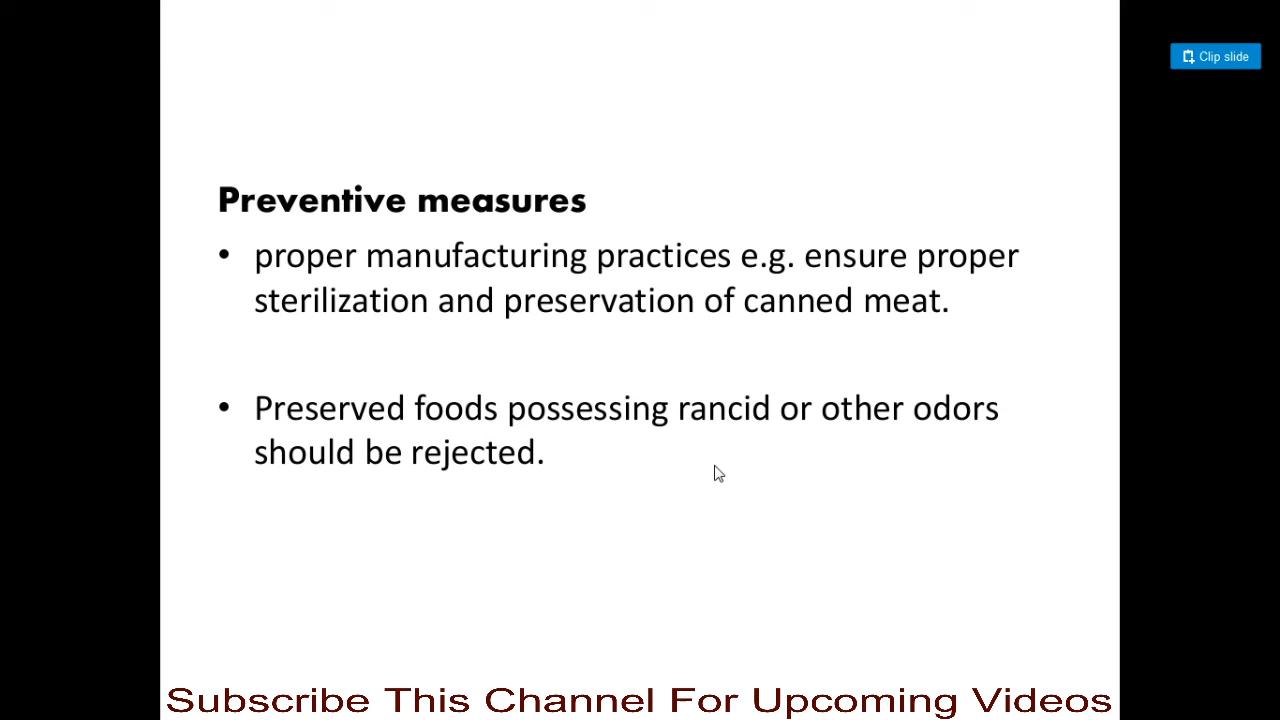 Clip slide
Preventive measures
• proper manufacturing practices e.g. ensure proper
sterilization and preservation of canned meat.
• Preserved foods possessing rancid or other odors
should be rejected.
Subscribe This Channel For Upcoming Videos